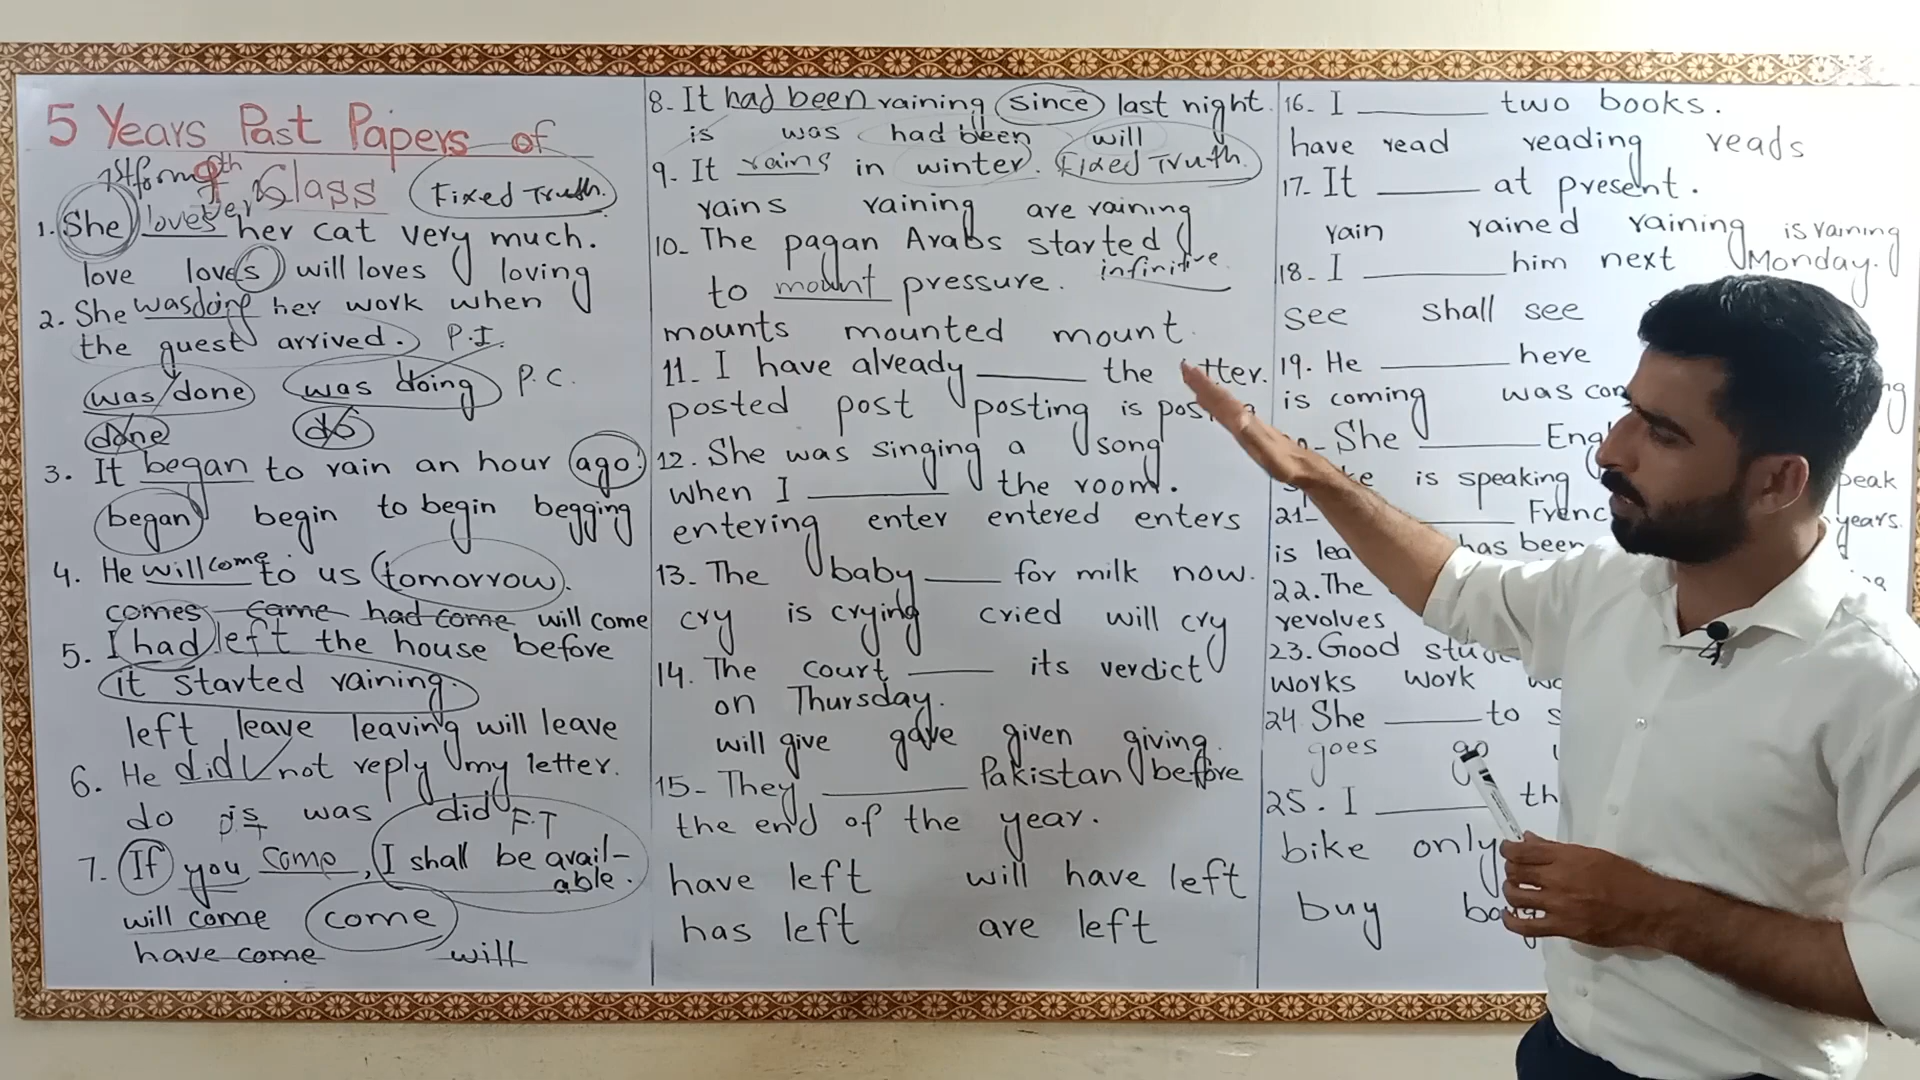 5 Years Past Papers of
1st form
9th Class
Fixed Truth.
1. She loves her cat very much.
love loves will loves loving
2. She was doing her work when
the guest arrived. P.I.
was/done was doing P.C.
done do
3. It began to rain an hour ago.
began begin to begin begging
4. He will come to us tomorrow.
comes came had come will come
5. I had left the house before
it started raining.
left leave leaving will leave
6. He did not reply my letter.
do is was did F.T
7. If you come, I shall be avail-
able.
will come come
have come will
8- It had been raining since last night.
is was had been will
9. It rains in winter. Fixed Truth.
rains raining are raining
10- The pagan Arabs started
to mount pressure. infinitive
mounts mounted mount.
11- I have already ______ the letter.
posted post posting is
12. She was singing a song
when I ______ the room.
entering enter entered enters
13. The baby ____ for milk now.
cry is crying cried will cry
14. The court ____ its verdict
on Thursday.
will give gave given giving.
15- They ______ Pakistan before
the end of the year.
have left will have left
has left are left
16. I ______ two books.
have read reading reads
17- It ______ at present.
rain rained raining is raining
18- I ______ him next Monday.
see shall see
19. He ______ here
is coming was
She ______
is speaking speak
21- ______ years.
is has been
22. The
revolves
23. Good
works work
24 She ____ to
goes go
25. I ____
bike only
buy